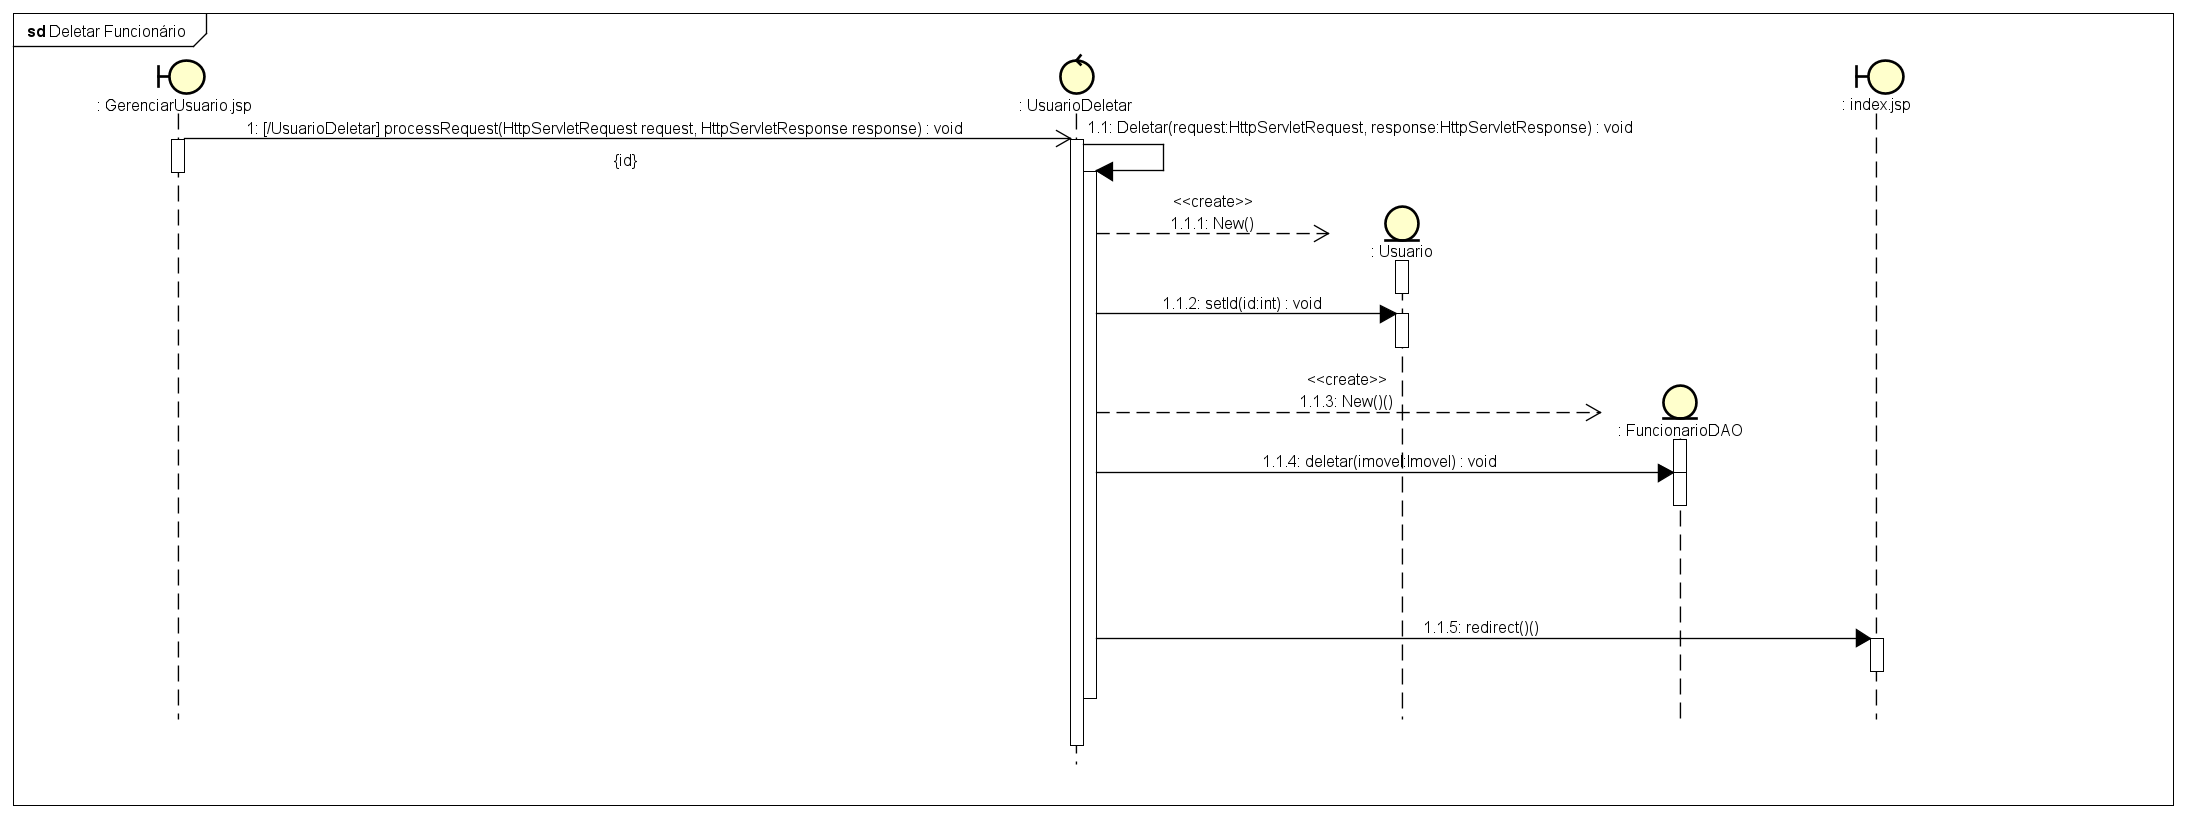 sd Deletar Funcionário
: GerenciarUsuario.jsp
: UsuarioDeletar
: index.jsp
1: [/UsuarioDeletar] processRequest(HttpServletRequest request, HttpServletResponse response) : void
{id}
1.1: Deletar(request:HttpServletRequest, response:HttpServletResponse) : void
<<create>>
1.1.1: New()
: Usuario
1.1.2: setId(id:int) : void
<<create>>
1.1.3: New()()
: FuncionarioDAO
1.1.4: deletar(imovel:Imovel) : void
1.1.5: redirect()()